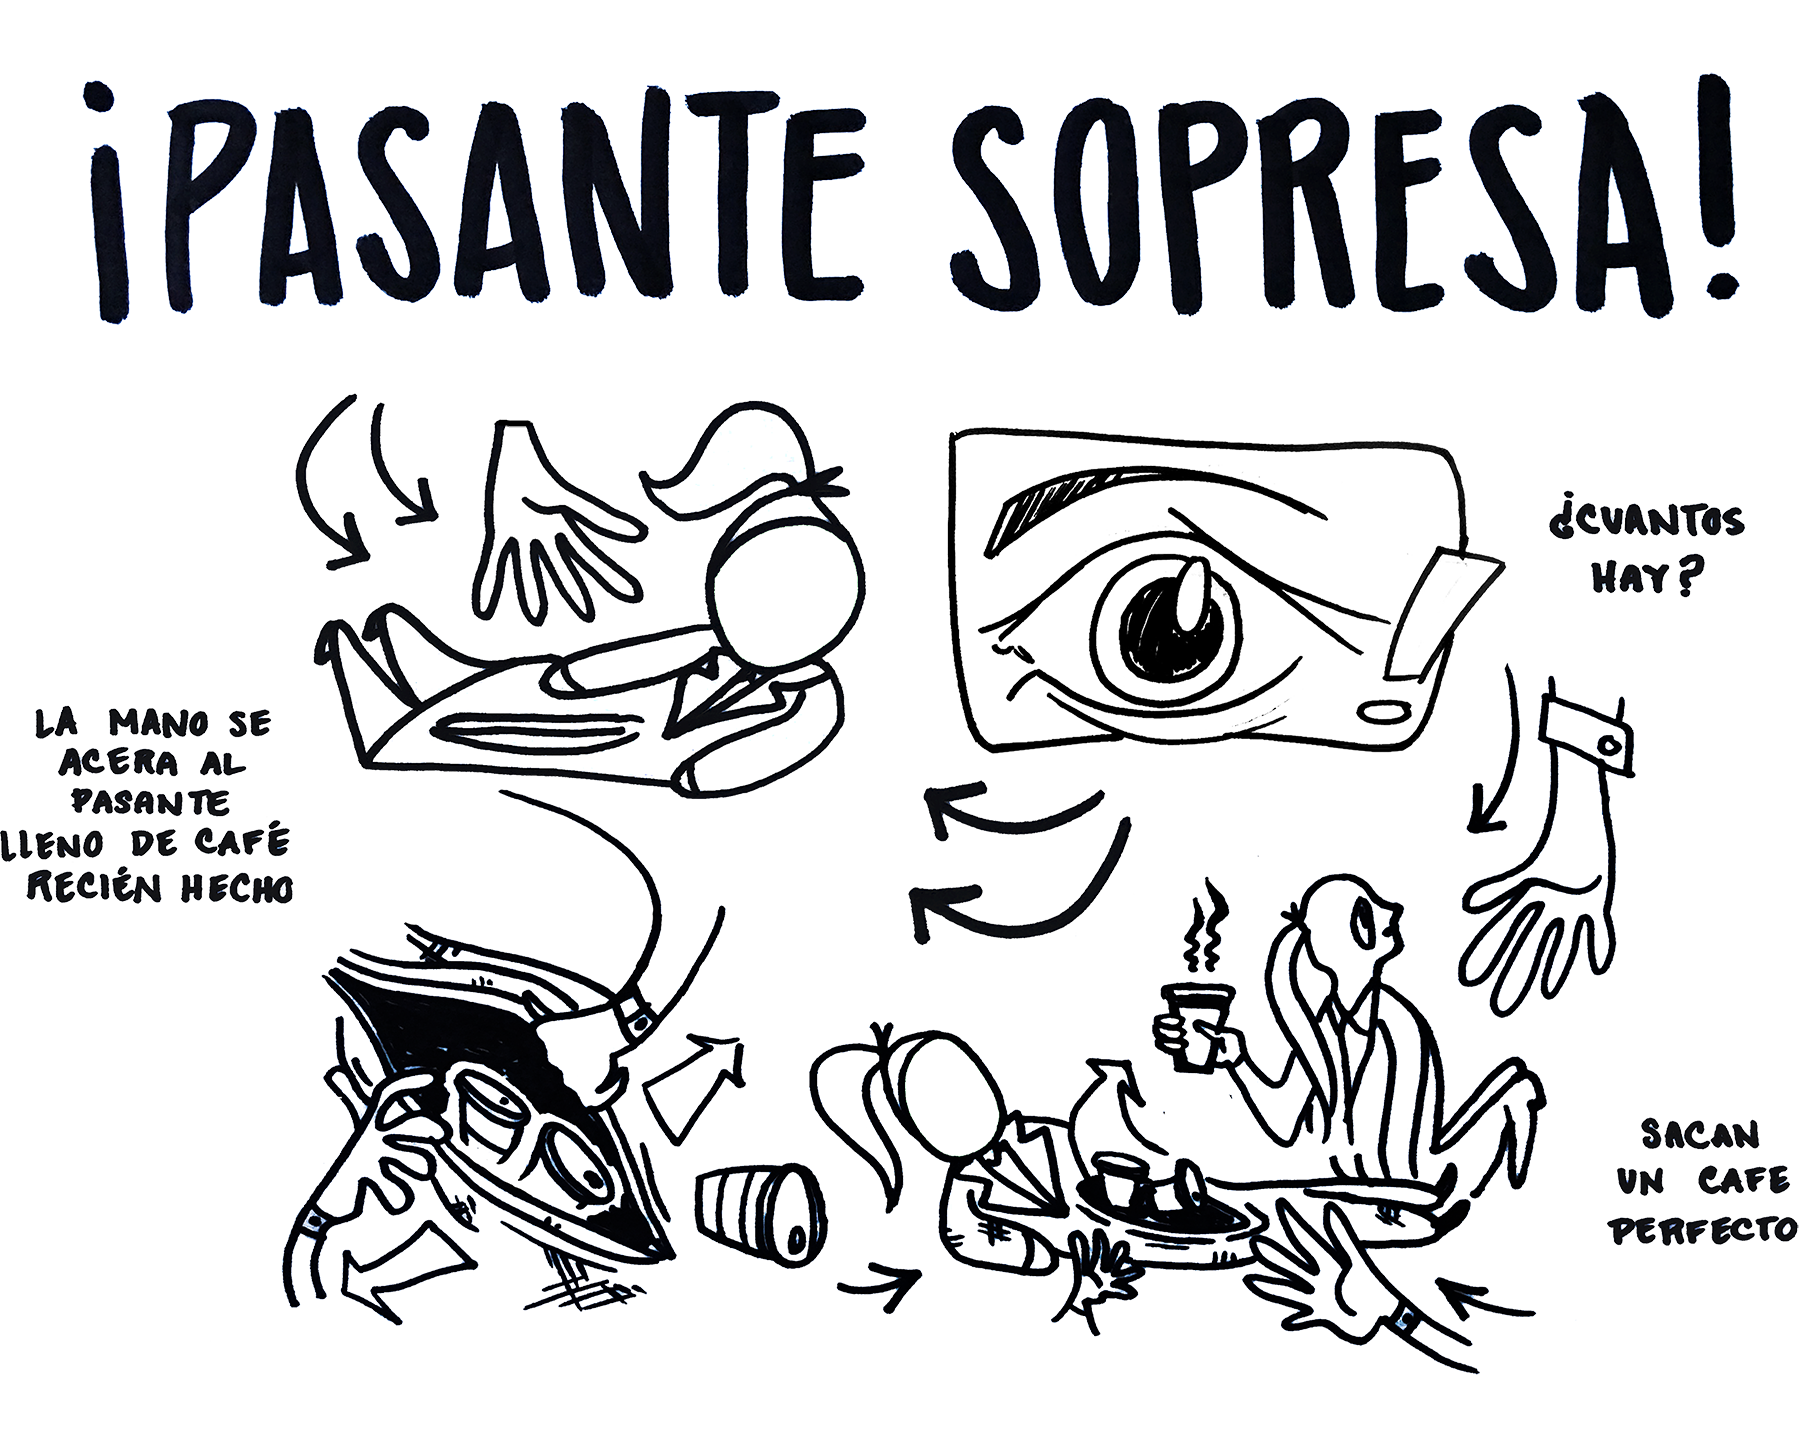 ¡PASANTE SOPRESA!
¿CUANTOS
HAY?
LA MANO SE
ACERA AL
PASANTE
LLENO DE CAFÉ
RECIÉN HECHO
SACAN
UN CAFE
PERFECTO